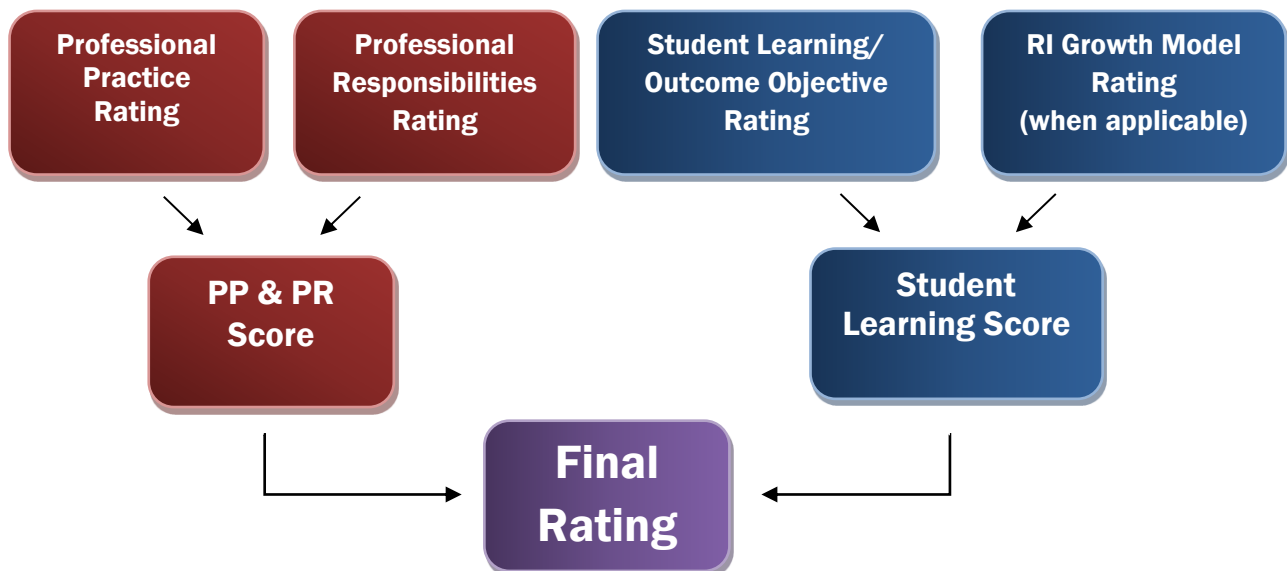 Professional
Practice
Rating
Professional
Responsibilities
Rating
Student Learning/
Outcome Objective
Rating
RI Growth Model
Rating
(when applicable)
PP & PR
Score
Student
Learning Score
Final
Rating